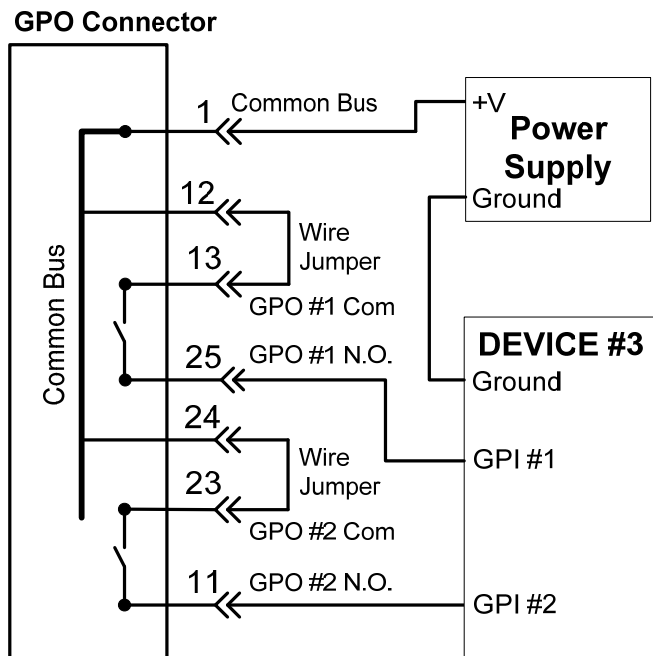 GPO Connector
1 Common Bus
+V
Power
Supply
Ground
12
Wire
Jumper
13
GPO #1 Com
Common Bus
25 GPO #1 N.O.
DEVICE #3
Ground
24
GPI #1
Wire
Jumper
23
GPO #2 Com
11 GPO #2 N.O.
GPI #2